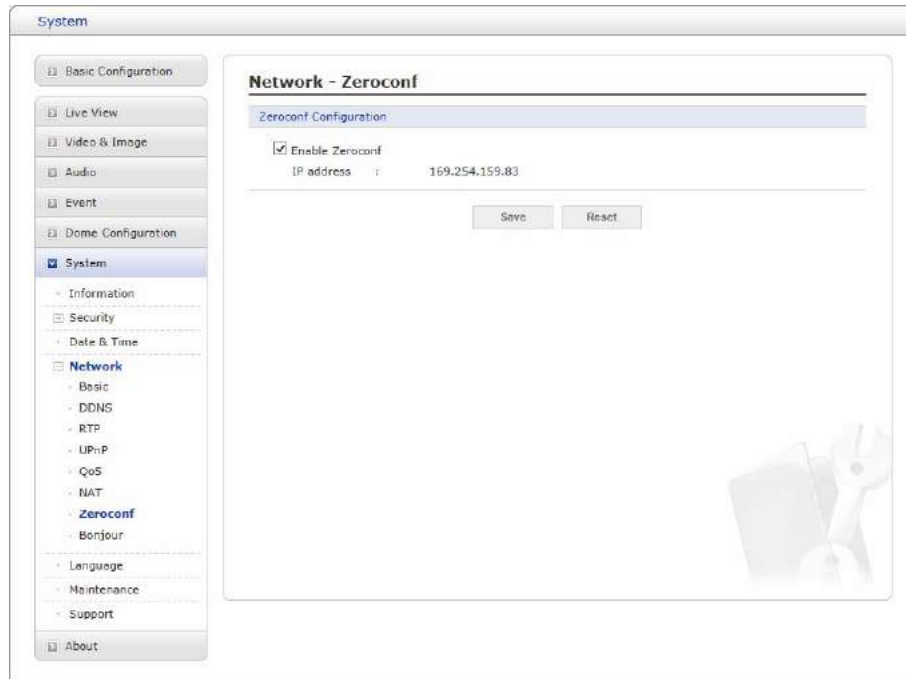 System
Basic Configuration
Live View
Video & Image
Audio
Event
Dome Configuration
System
Information
Security
Date & Time
Network
Basic
DDNS
RTP
UPnP
QoS
NAT
Zeroconf
Bonjour
Language
Maintenance
Support
About
Network - Zeroconf
Zeroconf Configuration
Enable Zeroconf
IP address : 169.254.159.83
Save Reset